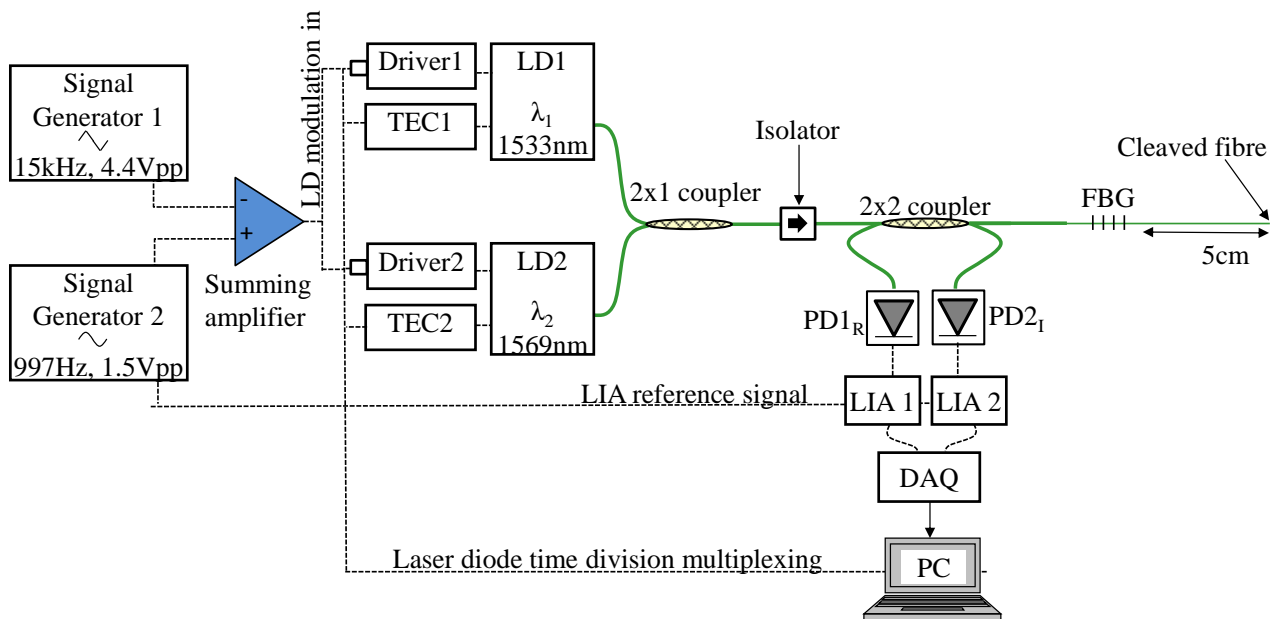 Signal
Generator 1
15kHz, 4.4Vpp
Signal
Generator 2
997Hz, 1.5Vpp
-
+
Summing
amplifier
LD modulation in
Driver1
TEC1
LD1
λ1
1533nm
Driver2
TEC2
LD2
λ2
1569nm
2x1 coupler
Isolator
2x2 coupler
FBG
Cleaved fibre
5cm
PD1R
PD2I
LIA reference signal
LIA 1
LIA 2
DAQ
Laser diode time division multiplexing
PC